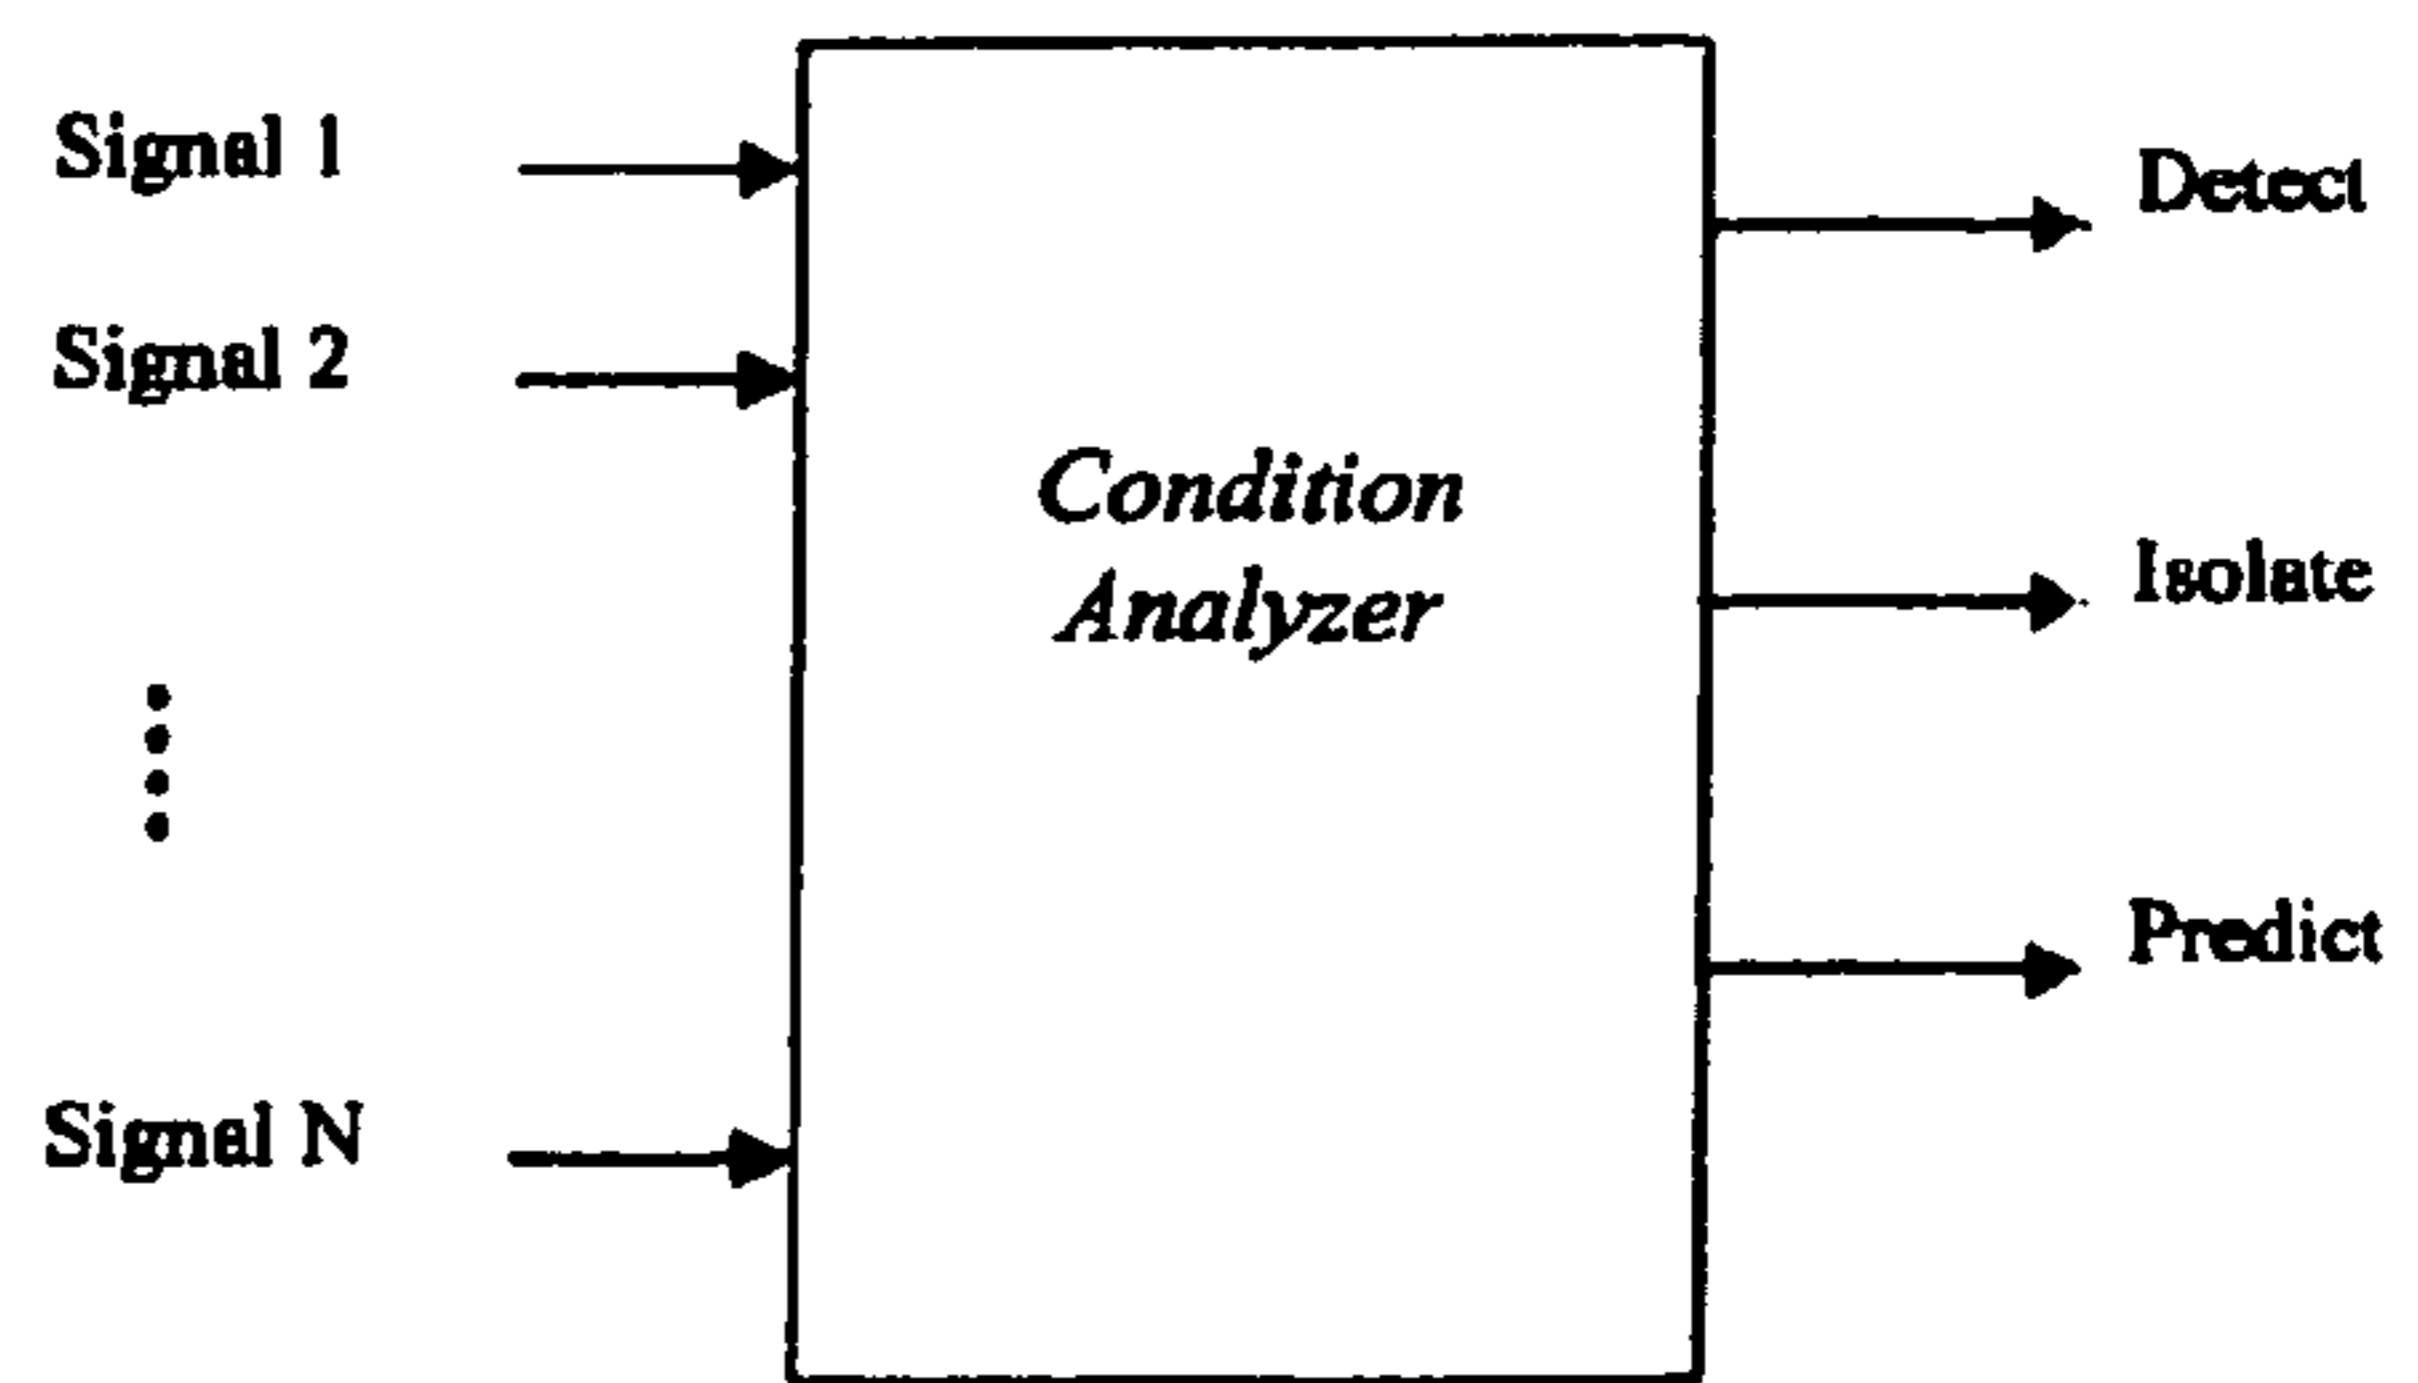 Signal 1
Signal 2
Signal N
Condition
Analyzer
Detect
Isolate
Predict